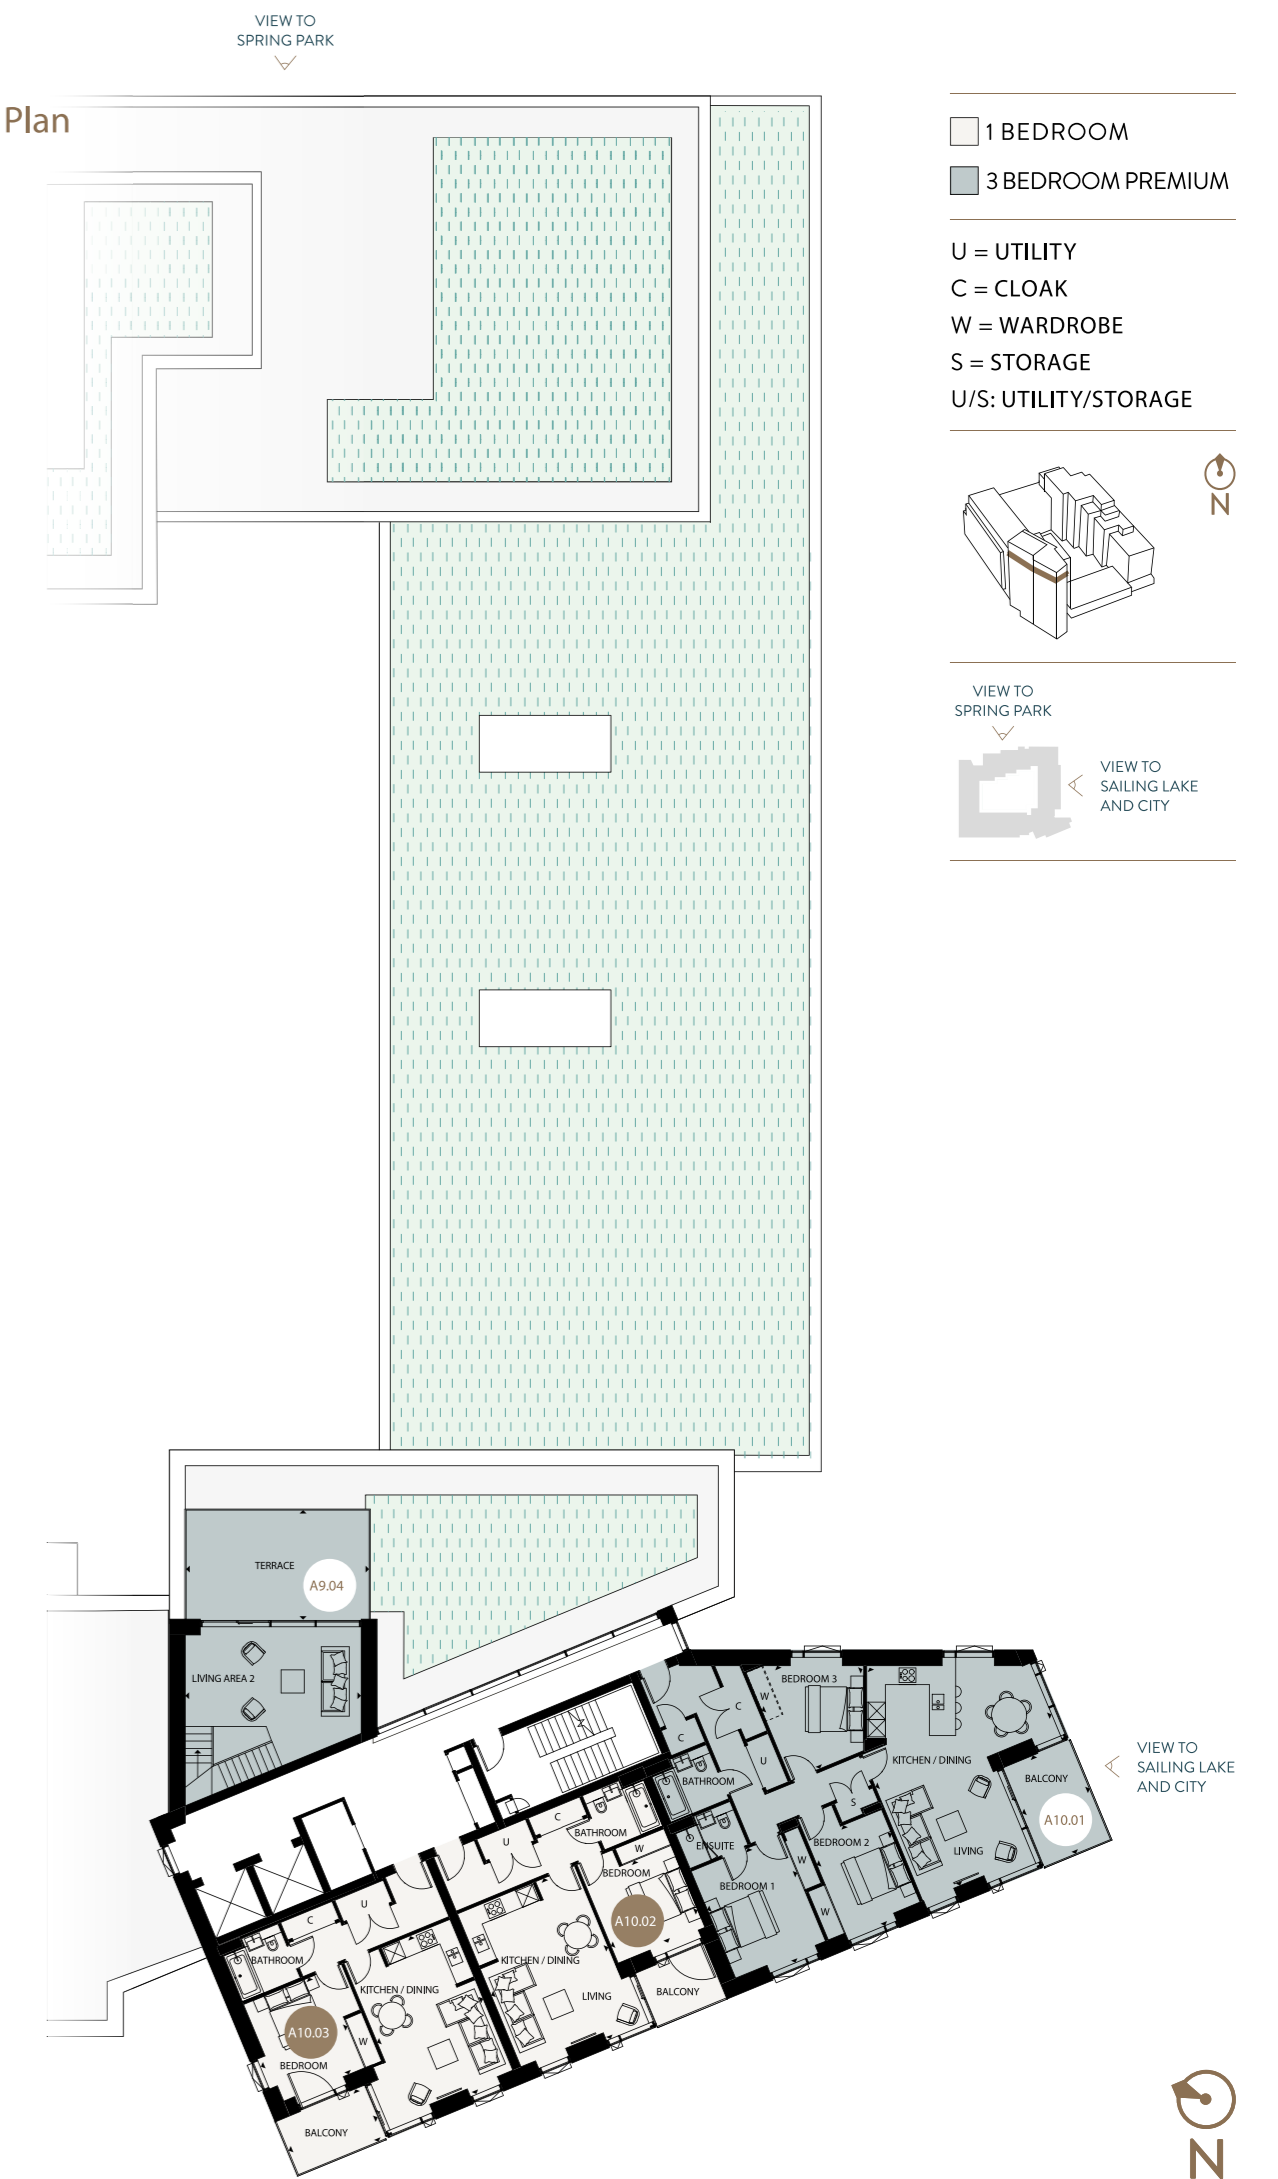 VIEW TO
SPRING PARK
Plan
1 BEDROOM
3 BEDROOM PREMIUM
U = UTILITY
C = CLOAK
W = WARDROBE
S = STORAGE
U/S: UTILITY/STORAGE
N
VIEW TO
SPRING PARK
VIEW TO
SAILING LAKE
AND CITY
TERRACE
A9.04
LIVING AREA 2
BEDROOM 3
W
C
C
U
KITCHEN / DINING
BATHROOM
S
BALCONY
A10.01
VIEW TO
SAILING LAKE
AND CITY
ENSUITE
BEDROOM 2
LIVING
W
BEDROOM 1
W
C
BATHROOM
U
W
BEDROOM
A10.02
KITCHEN / DINING
LIVING
BALCONY
U
C
BATHROOM
KITCHEN / DINING
A10.03
W
BEDROOM
BALCONY
N